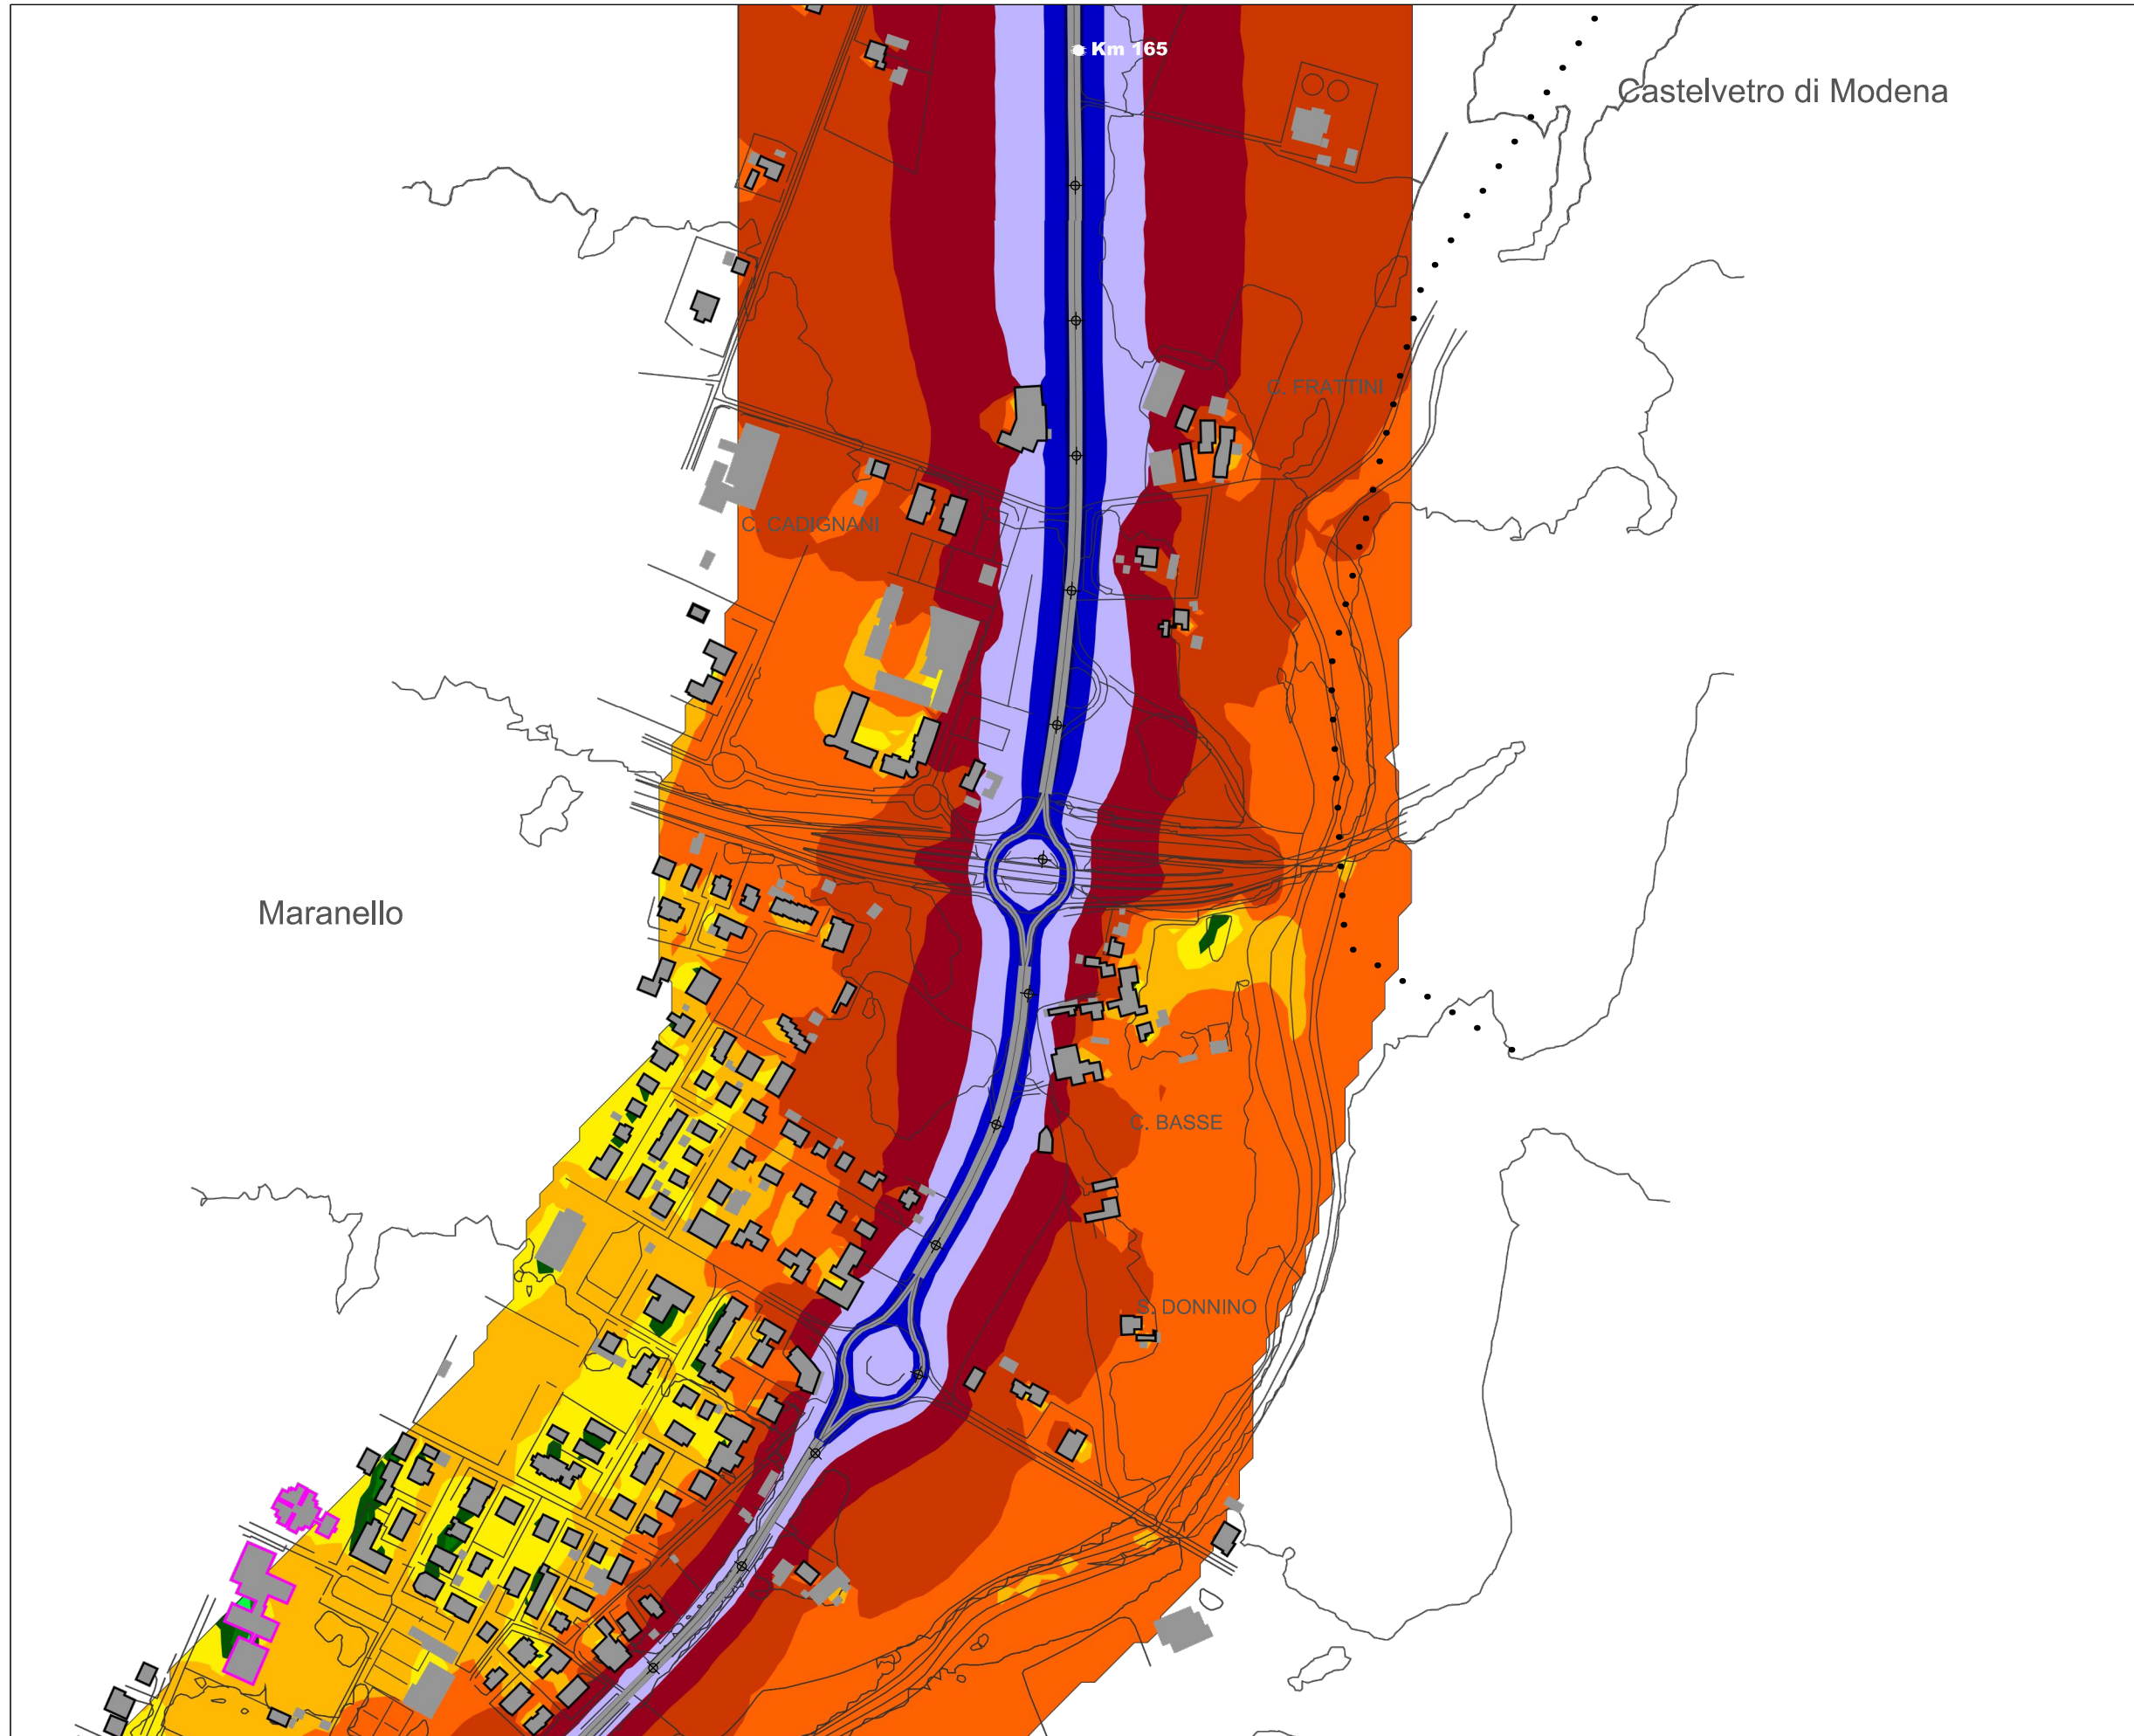 Km 165
Castelvetro di Modena
C. FRATTINI
C. CADIGNANI
Maranello
C. BASSE
S. DONNINO